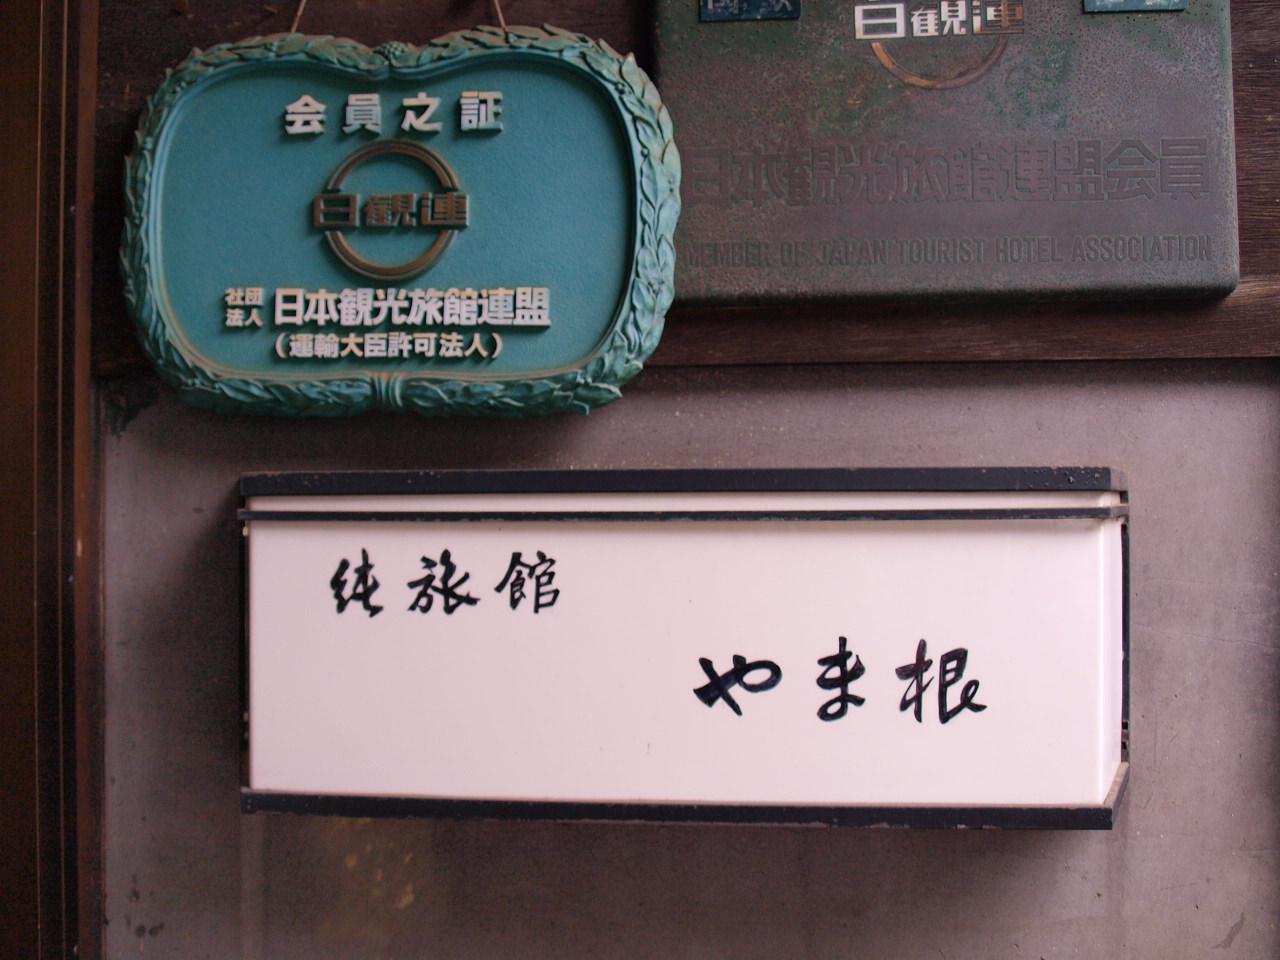 会員之証
日観連
社団法人 日本観光旅館連盟
(運輸大臣許可法人)
日観連
日本観光旅館連盟会員
MEMBER OF JAPAN TOURIST HOTEL ASSOCIATION
純旅館
やま根